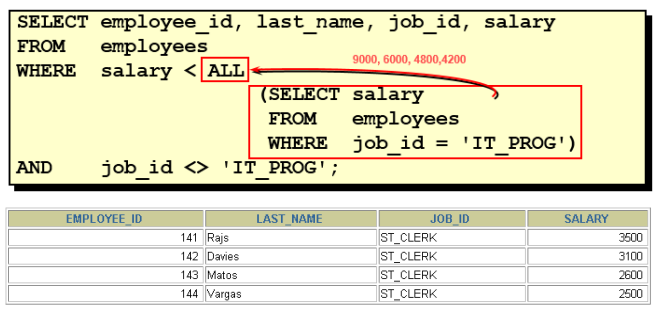 SELECT employee_id, last_name, job_id, salary
FROM employees
WHERE salary < ALL
9000, 6000, 4800,4200
(SELECT salary
FROM employees
WHERE job_id = 'IT_PROG')
AND job_id <> 'IT_PROG';
EMPLOYEE_ID LAST_NAME JOB_ID SALARY
141 Rajs ST_CLERK 3500
142 Davies ST_CLERK 3100
143 Matos ST_CLERK 2600
144 Vargas ST_CLERK 2500